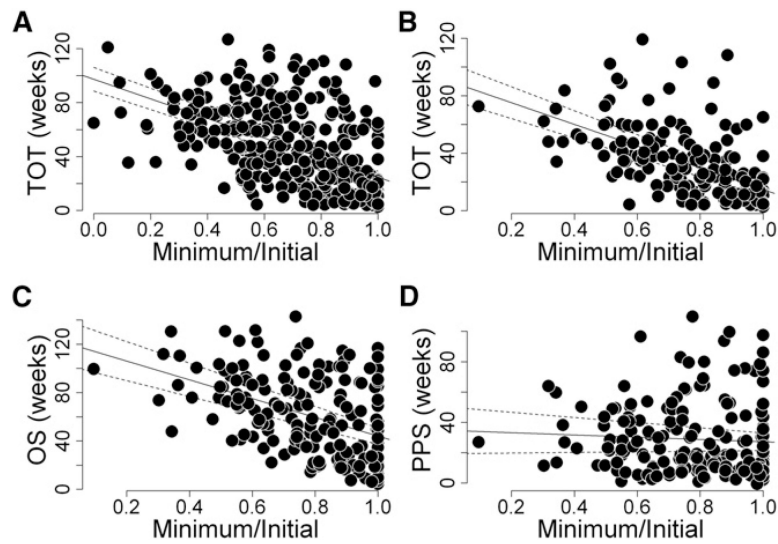 A
B
120
80
40
0
TOT (weeks)
0.0 0.2 0.4 0.6 0.8 1.0
Minimum/Initial
120
80
40
0
TOT (weeks)
0.2 0.4 0.6 0.8 1.0
Minimum/Initial
C
D
120
80
40
0
OS (weeks)
0.2 0.4 0.6 0.8 1.0
Minimum/Initial
80
40
0
PPS (weeks)
0.2 0.4 0.6 0.8 1.0
Minimum/Initial